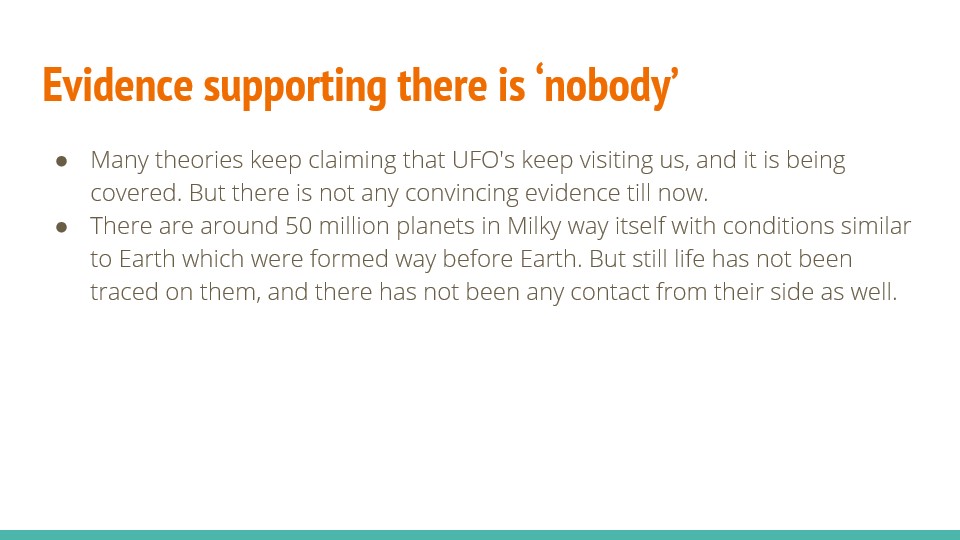 Evidence supporting there is ‘nobody’
● Many theories keep claiming that UFO's keep visiting us, and it is being
covered. But there is not any convincing evidence till now.
● There are around 50 million planets in Milky way itself with conditions similar
to Earth which were formed way before Earth. But still life has not been
traced on them, and there has not been any contact from their side as well.